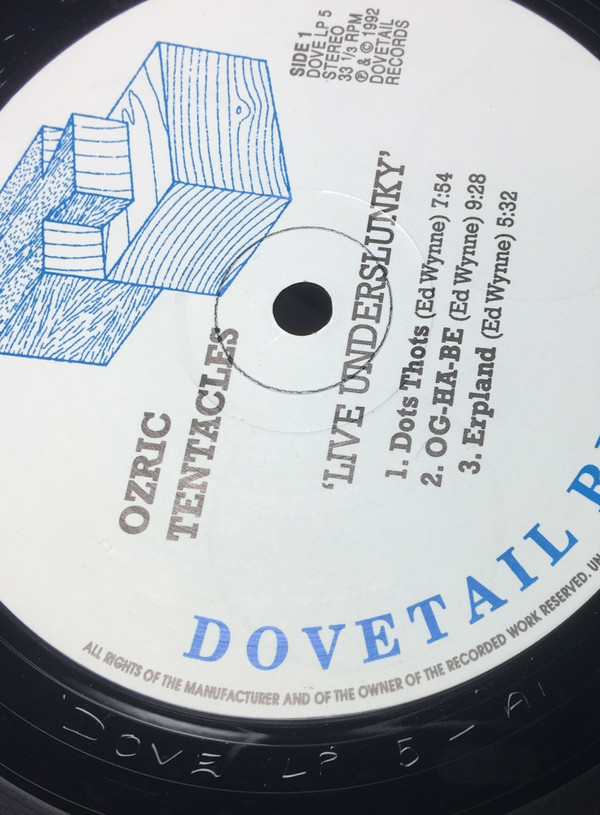 SIDE 1
DOVE LP 5
STEREO
33 1/3 RPM
℗ & © 1992
DOVETAIL
RECORDS
OZRIC
TENTACLES
‘LIVE UNDERSLUNKY’
1. Dots Thots (Ed Wynne) 7:54
2. OG-HA-BE (Ed Wynne) 9:28
3. Erpland (Ed Wynne) 5:32
DOVETAIL
ALL RIGHTS OF THE MANUFACTURER AND OF THE OWNER OF THE RECORDED WORK RESERVED. UN
DOVE LP 5 - A1